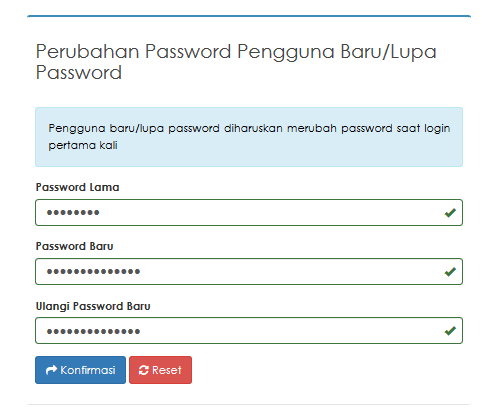 Perubahan Password Pengguna Baru/Lupa
Password
Pengguna baru/lupa password diharuskan merubah password saat login
pertama kali
Password Lama
••••••••
Password Baru
••••••••••••••
Ulangi Password Baru
••••••••••••••
Konfirmasi Reset